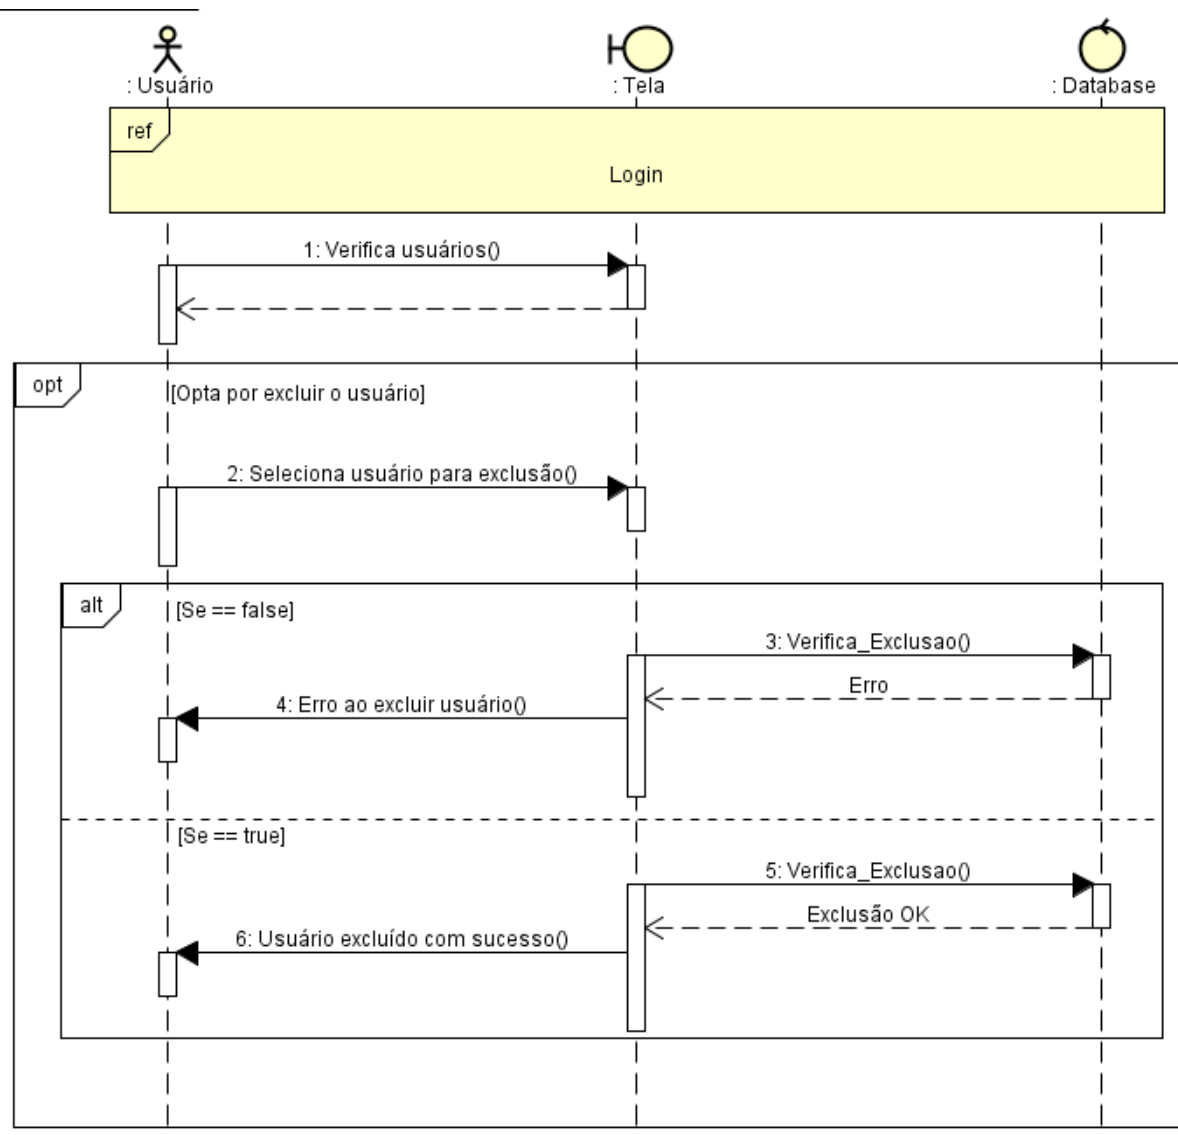 : Usuário
: Tela
: Database
ref
Login
1: Verifica usuários()
opt
[Opta por excluir o usuário]
2: Seleciona usuário para exclusão()
alt
[Se == false]
3: Verifica_Exclusao()
Erro
4: Erro ao excluir usuário()
[Se == true]
5: Verifica_Exclusao()
Exclusão OK
6: Usuário excluído com sucesso()